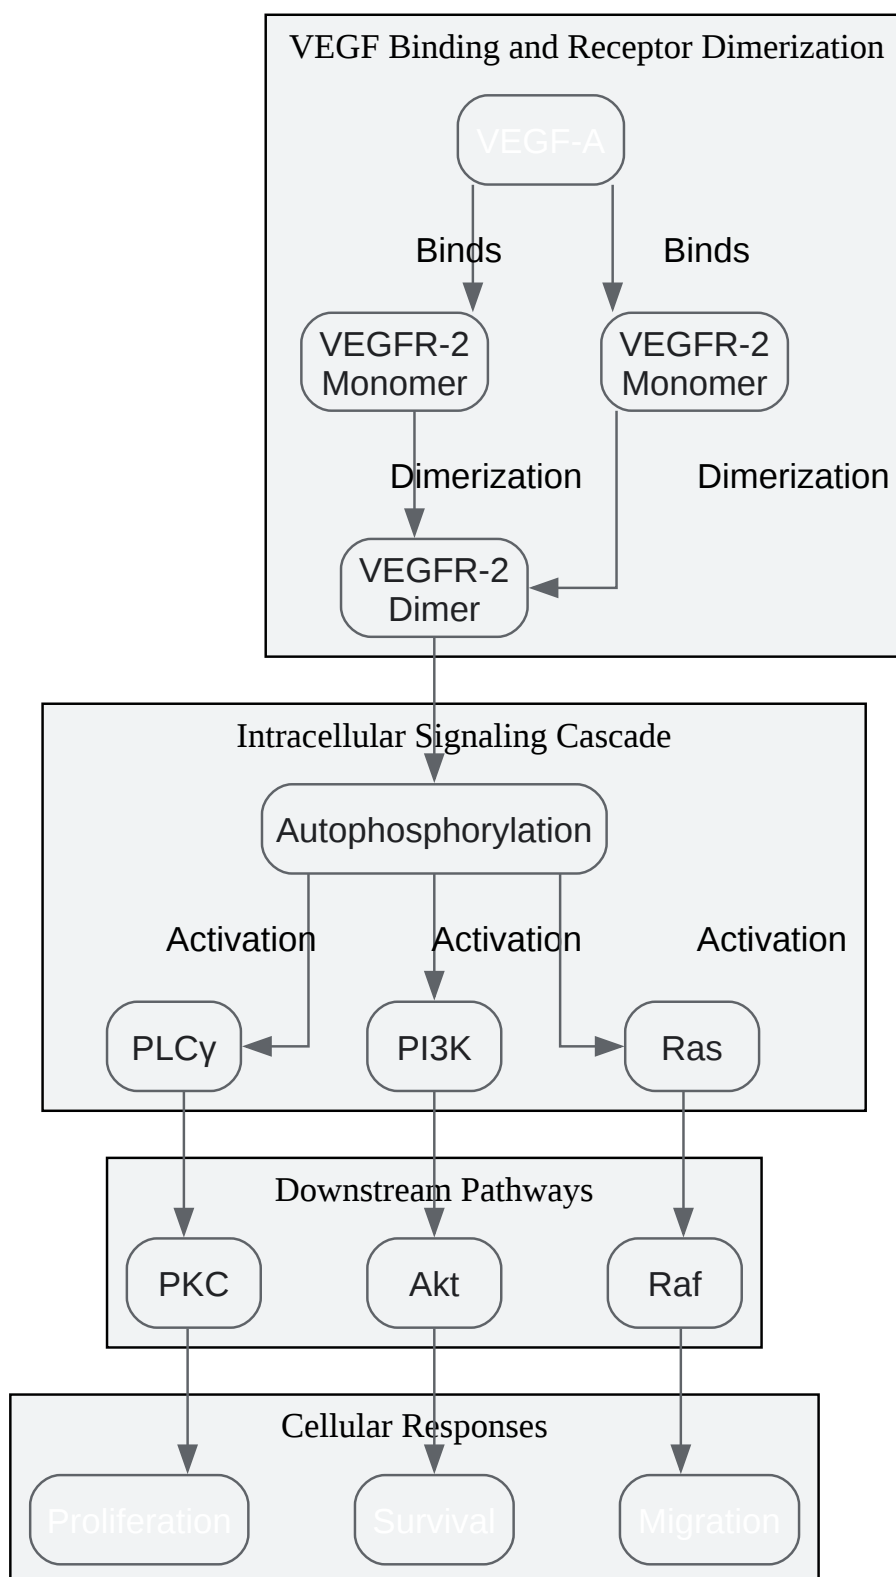 VEGF Binding and Receptor Dimerization
VEGF-A
Binds
Binds
VEGFR-2
Monomer
VEGFR-2
Monomer
Dimerization
Dimerization
VEGFR-2
Dimer
Intracellular Signaling Cascade
Autophosphorylation
Activation
Activation
Activation
PLCγ
PI3K
Ras
Downstream Pathways
PKC
Akt
Raf
Cellular Responses
Proliferation
Survival
Migration